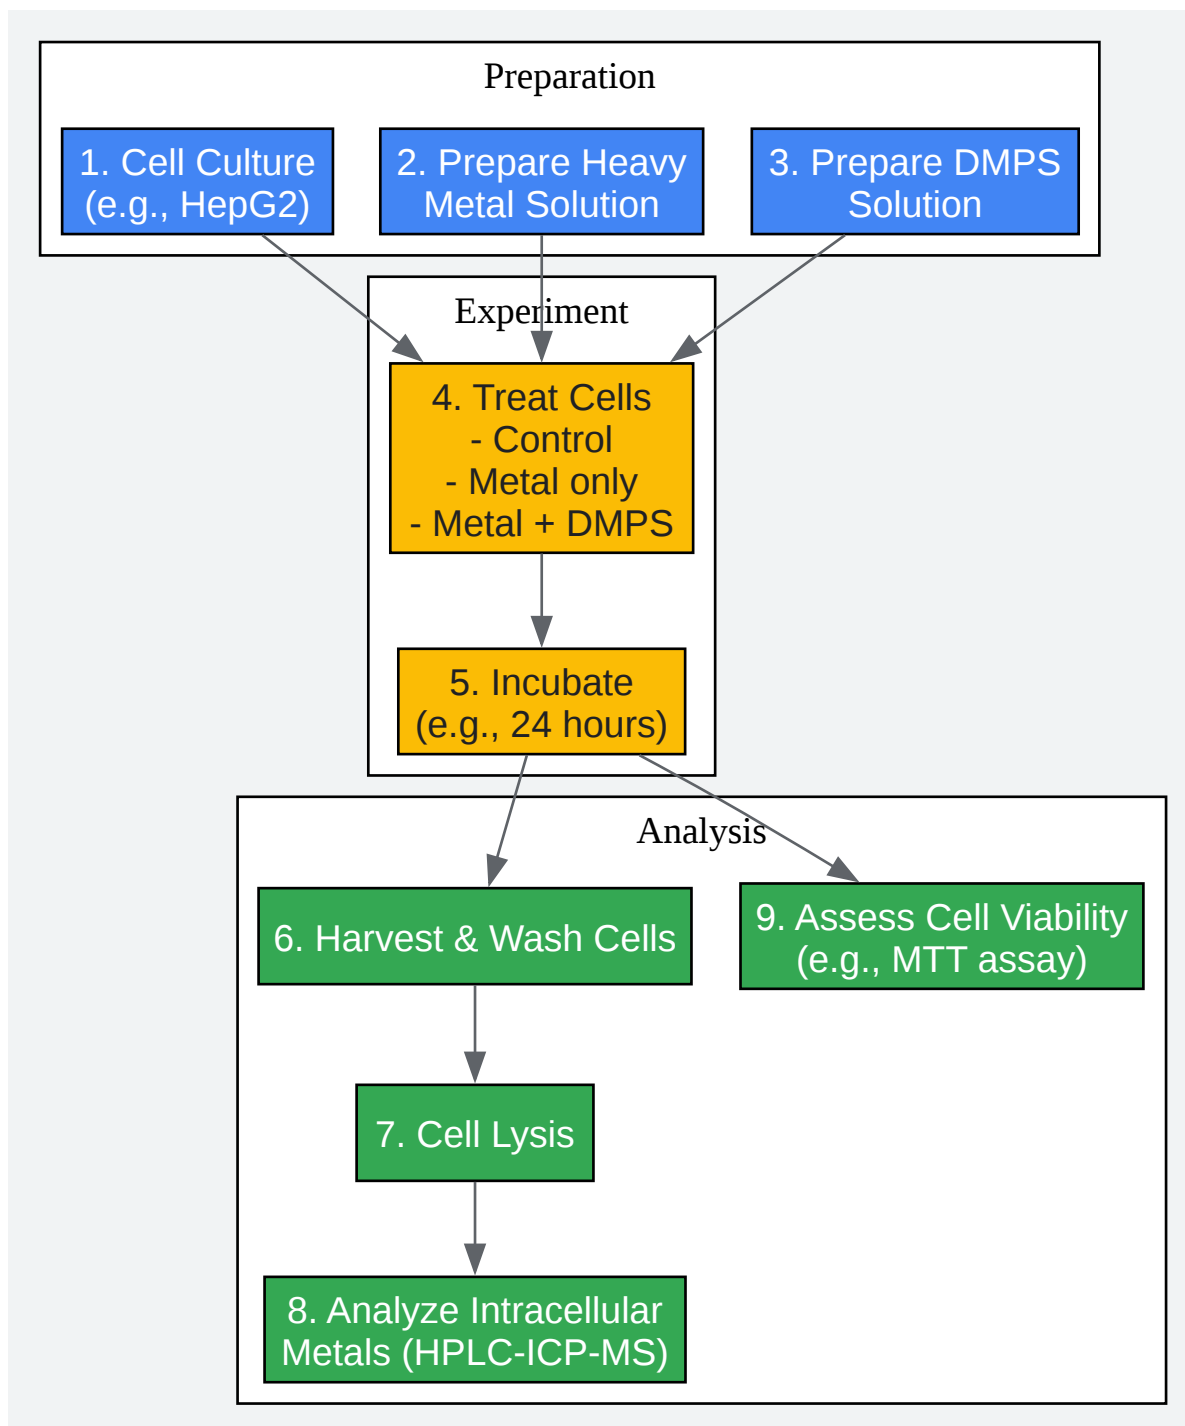 Preparation
1. Cell Culture
(e.g., HepG2)
2. Prepare Heavy
Metal Solution
3. Prepare DMPS
Solution
Experiment
4. Treat Cells
- Control
- Metal only
- Metal + DMPS
5. Incubate
(e.g., 24 hours)
Analysis
6. Harvest & Wash Cells
9. Assess Cell Viability
(e.g., MTT assay)
7. Cell Lysis
8. Analyze Intracellular
Metals (HPLC-ICP-MS)